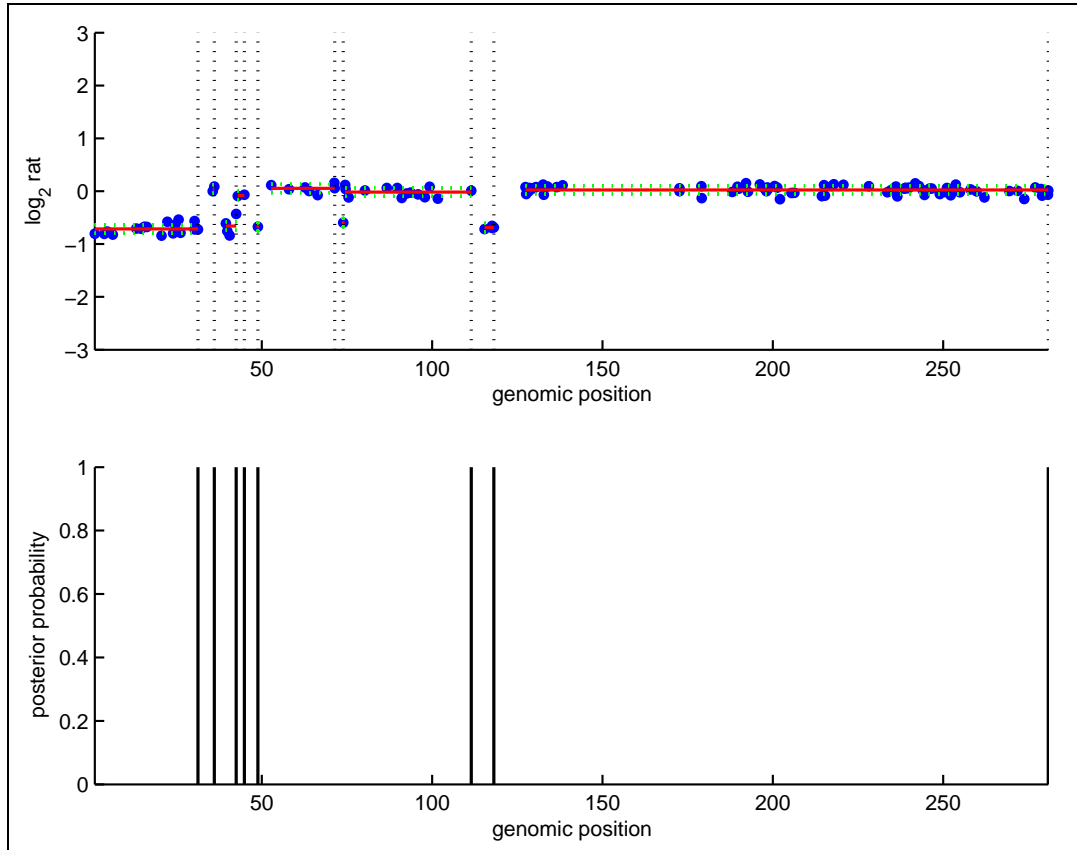 3
2
1
0
−1
−2
−3
log2 rat
50 100 150 200 250
genomic position
1
0.8
0.6
0.4
0.2
0
posterior probability
50 100 150 200 250
genomic position